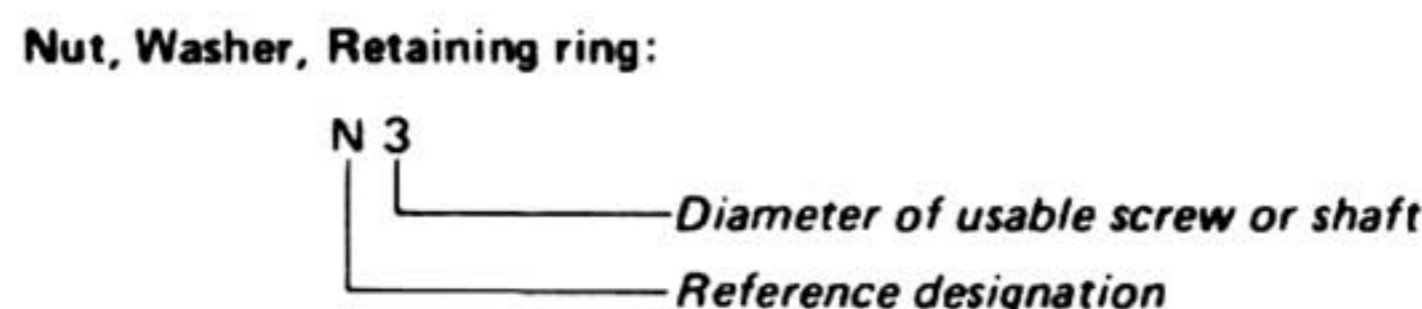 Nut, Washer, Retaining ring:
N 3
Diameter of usable screw or shaft
Reference designation